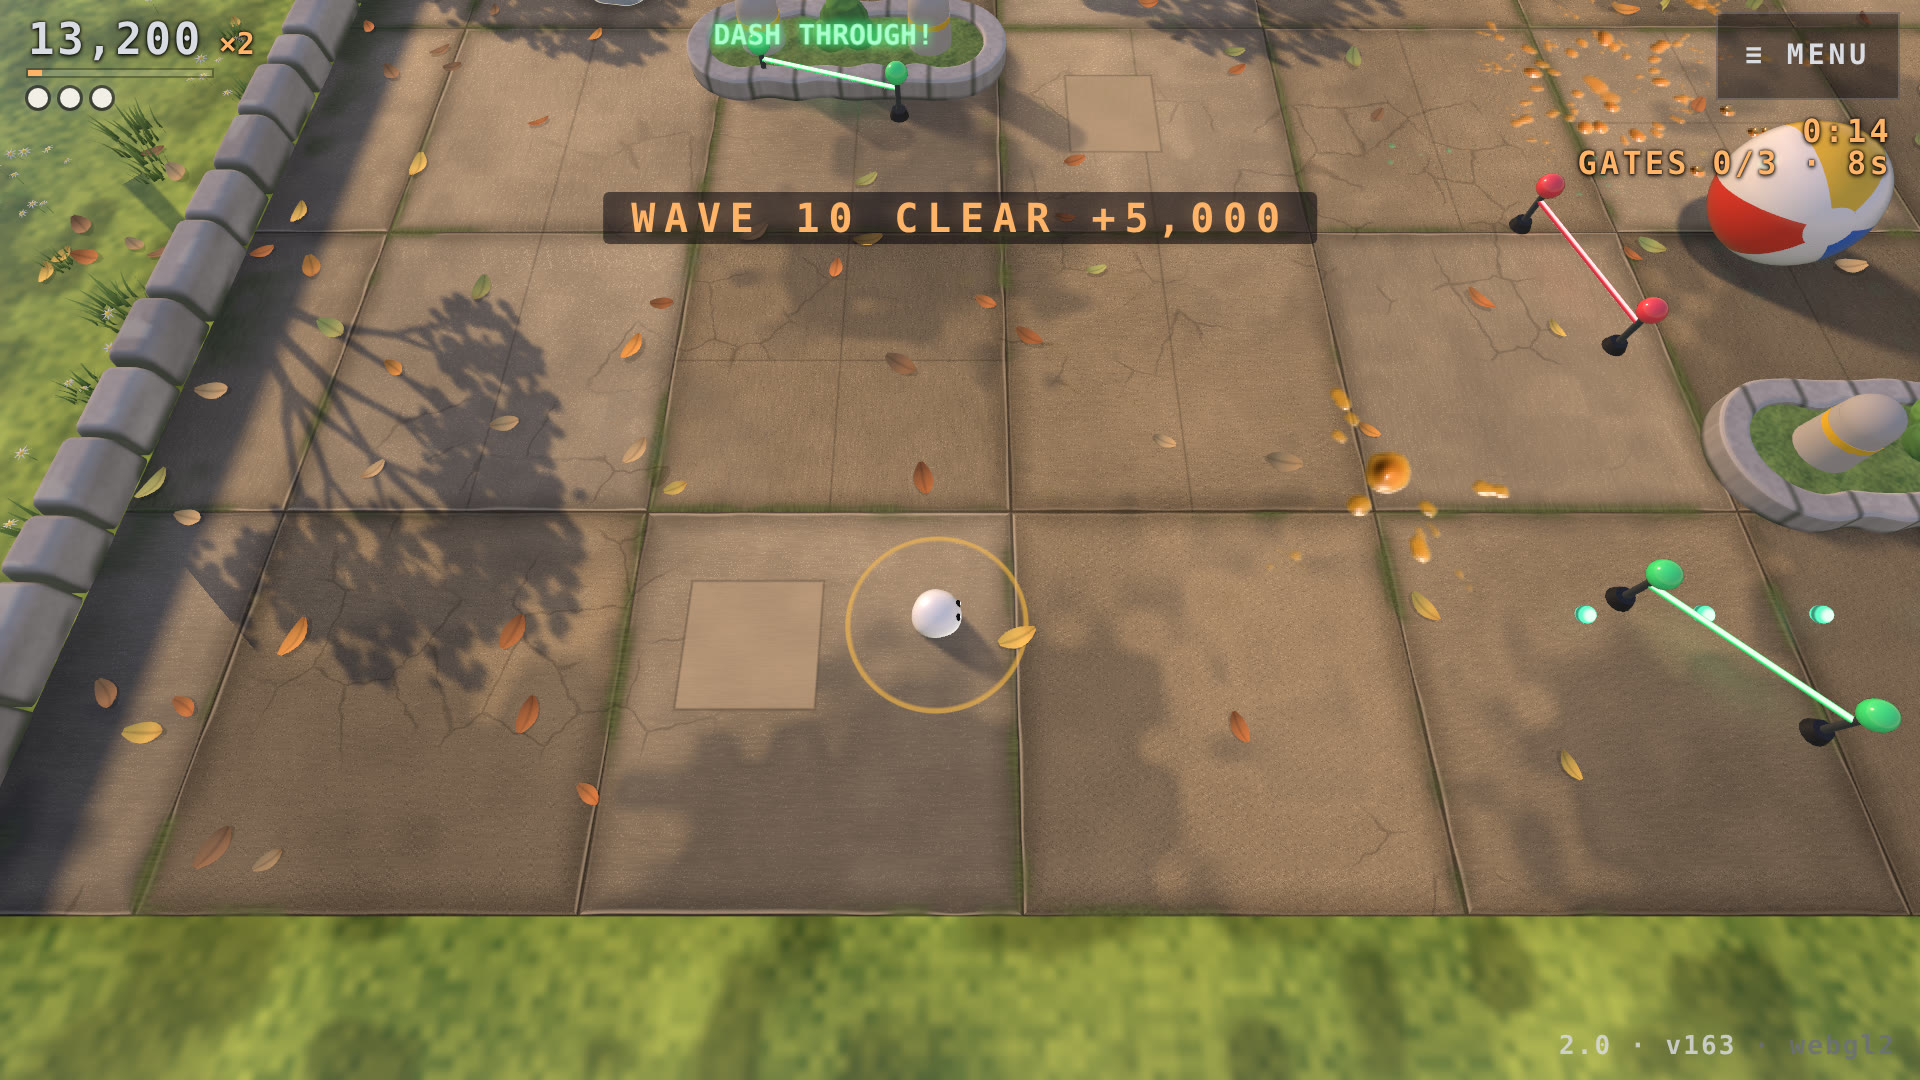 13,200 ×2
DASH THROUGH!
☰ MENU
0:14
GATES 0/3 · 8s
WAVE 10 CLEAR +5,000
2.0 · v163 · webgl2